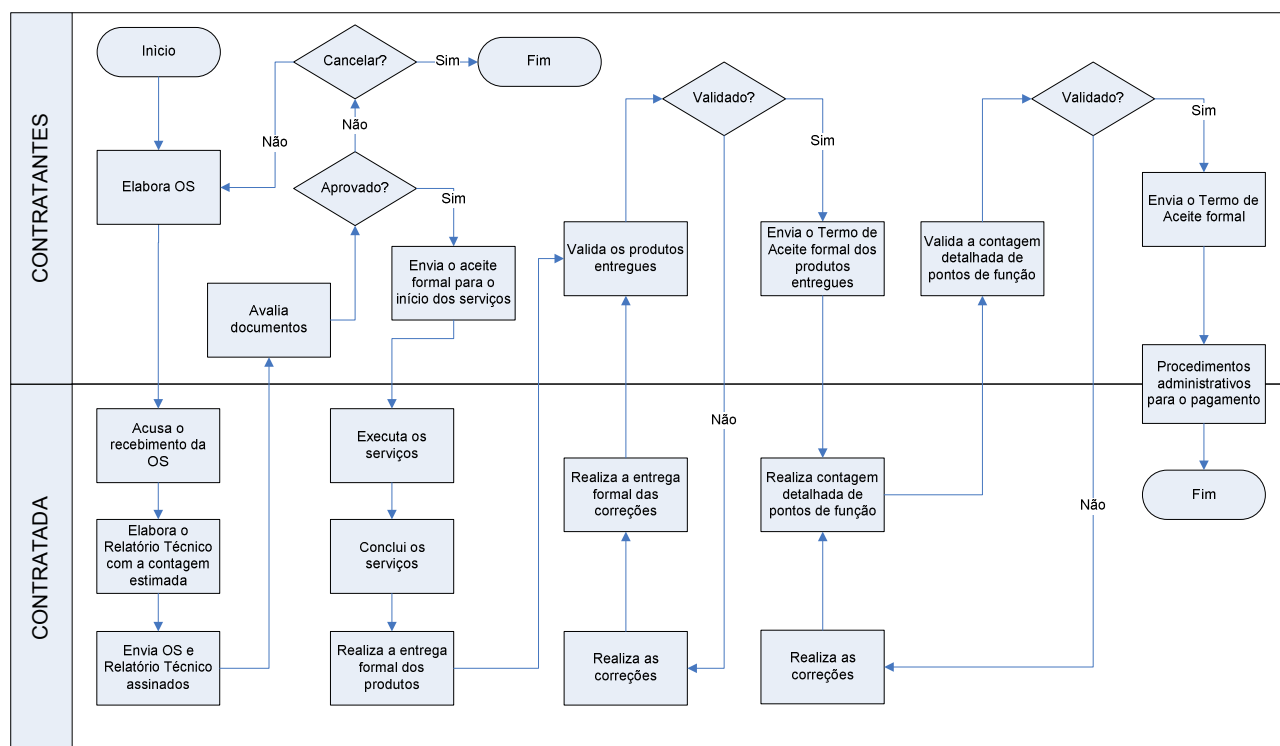 CONTRATANTES
Inìcio
Elabora OS
Cancelar?
Sim
Fim
Não
Não
Aprovado?
Sim
Envia o aceite
formal para o
início dos serviços
Avalia
documentos
Validado?
Sim
Valida os produtos
entregues
Envia o Termo de
Aceite formal dos
produtos
entregues
Validado?
Sim
Valida a contagem
detalhada de
pontos de função
Envia o Termo de
Aceite formal
Procedimentos
administrativos
para o pagamento
CONTRATADA
Acusa o
recebimento da
OS
Elabora o
Relatório Técnico
com a contagem
estimada
Envia OS e
Relatório Técnico
assinados
Executa os
serviços
Conclui os
serviços
Realiza a entrega
formal dos
produtos
Não
Realiza a entrega
formal das
correções
Realiza as
correções
Realiza contagem
detalhada de
pontos de função
Realiza as
correções
Não
Fim